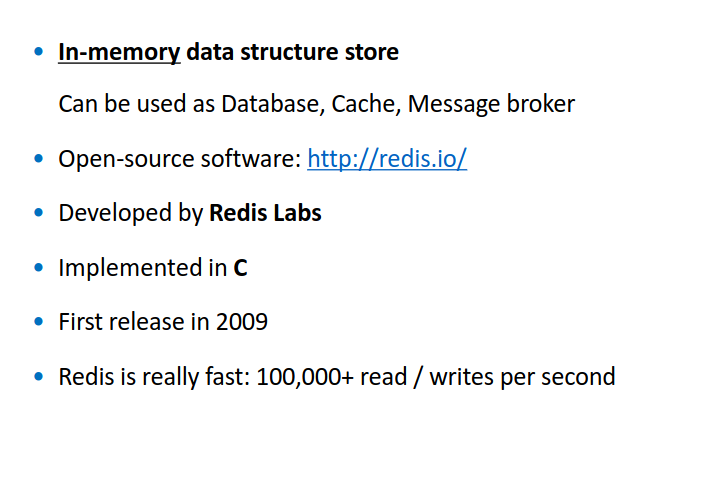 • In-memory data structure store
Can be used as Database, Cache, Message broker
• Open-source software: http://redis.io/
• Developed by Redis Labs
• Implemented in C
• First release in 2009
• Redis is really fast: 100,000+ read / writes per second